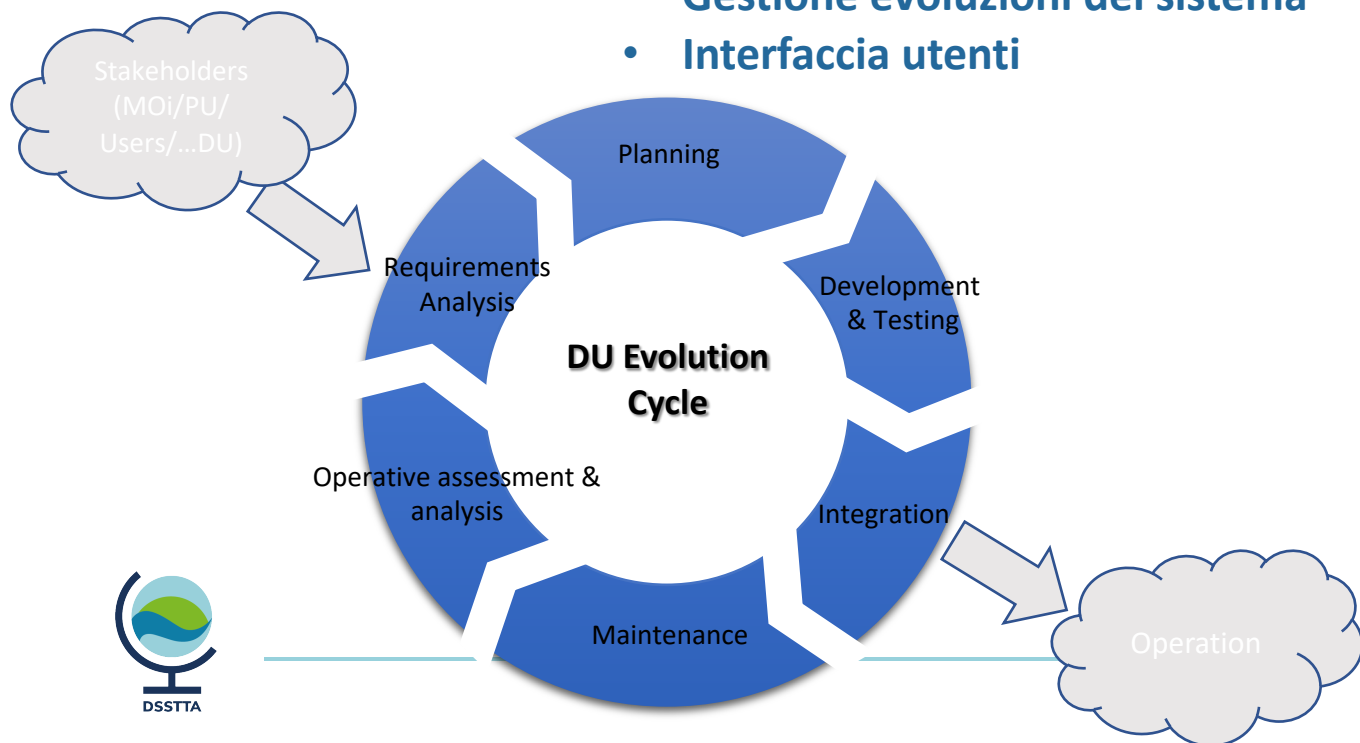 Gestione evoluzioni del sistema
• Interfaccia utenti
Stakeholders
(MOi/PU/
Users/...DU)
Planning
Requirements
Analysis
Development
& Testing
DU Evolution
Cycle
Operative assessment &
analysis
Integration
Maintenance
Operation
DSSTTA